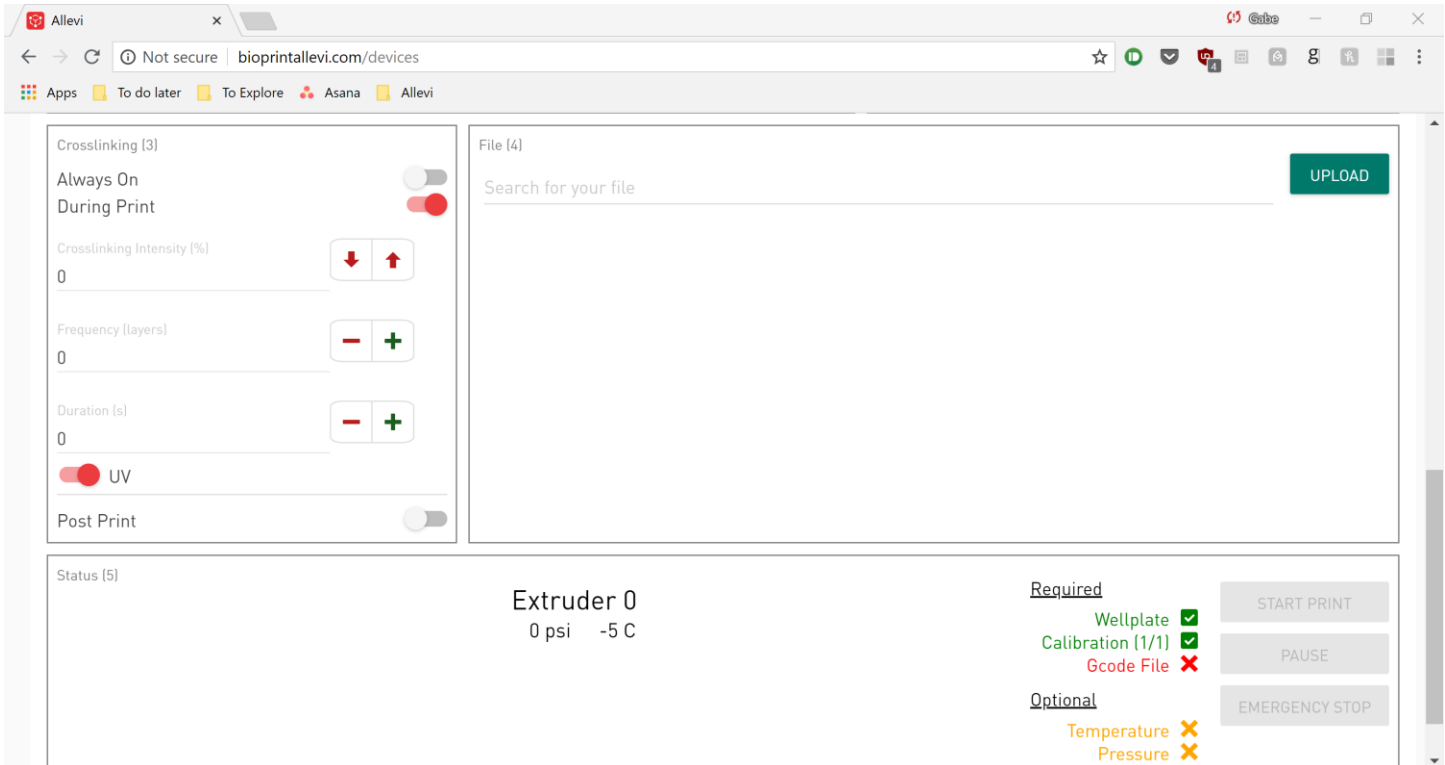 Allevi
Gabe
Not secure | bioprintallevi.com/devices
4
g
Apps To do later To Explore Asana Allevi
Crosslinking (3)
Always On
During Print
Crosslinking Intensity (%)
0
Frequency (layers)
0
Duration (s)
0
UV
Post Print
File (4)
Search for your file
UPLOAD
Status (5)
Extruder 0
0 psi -5 C
Required
Wellplate
Calibration (1/1)
Gcode File
Optional
Temperature
Pressure
START PRINT
PAUSE
EMERGENCY STOP